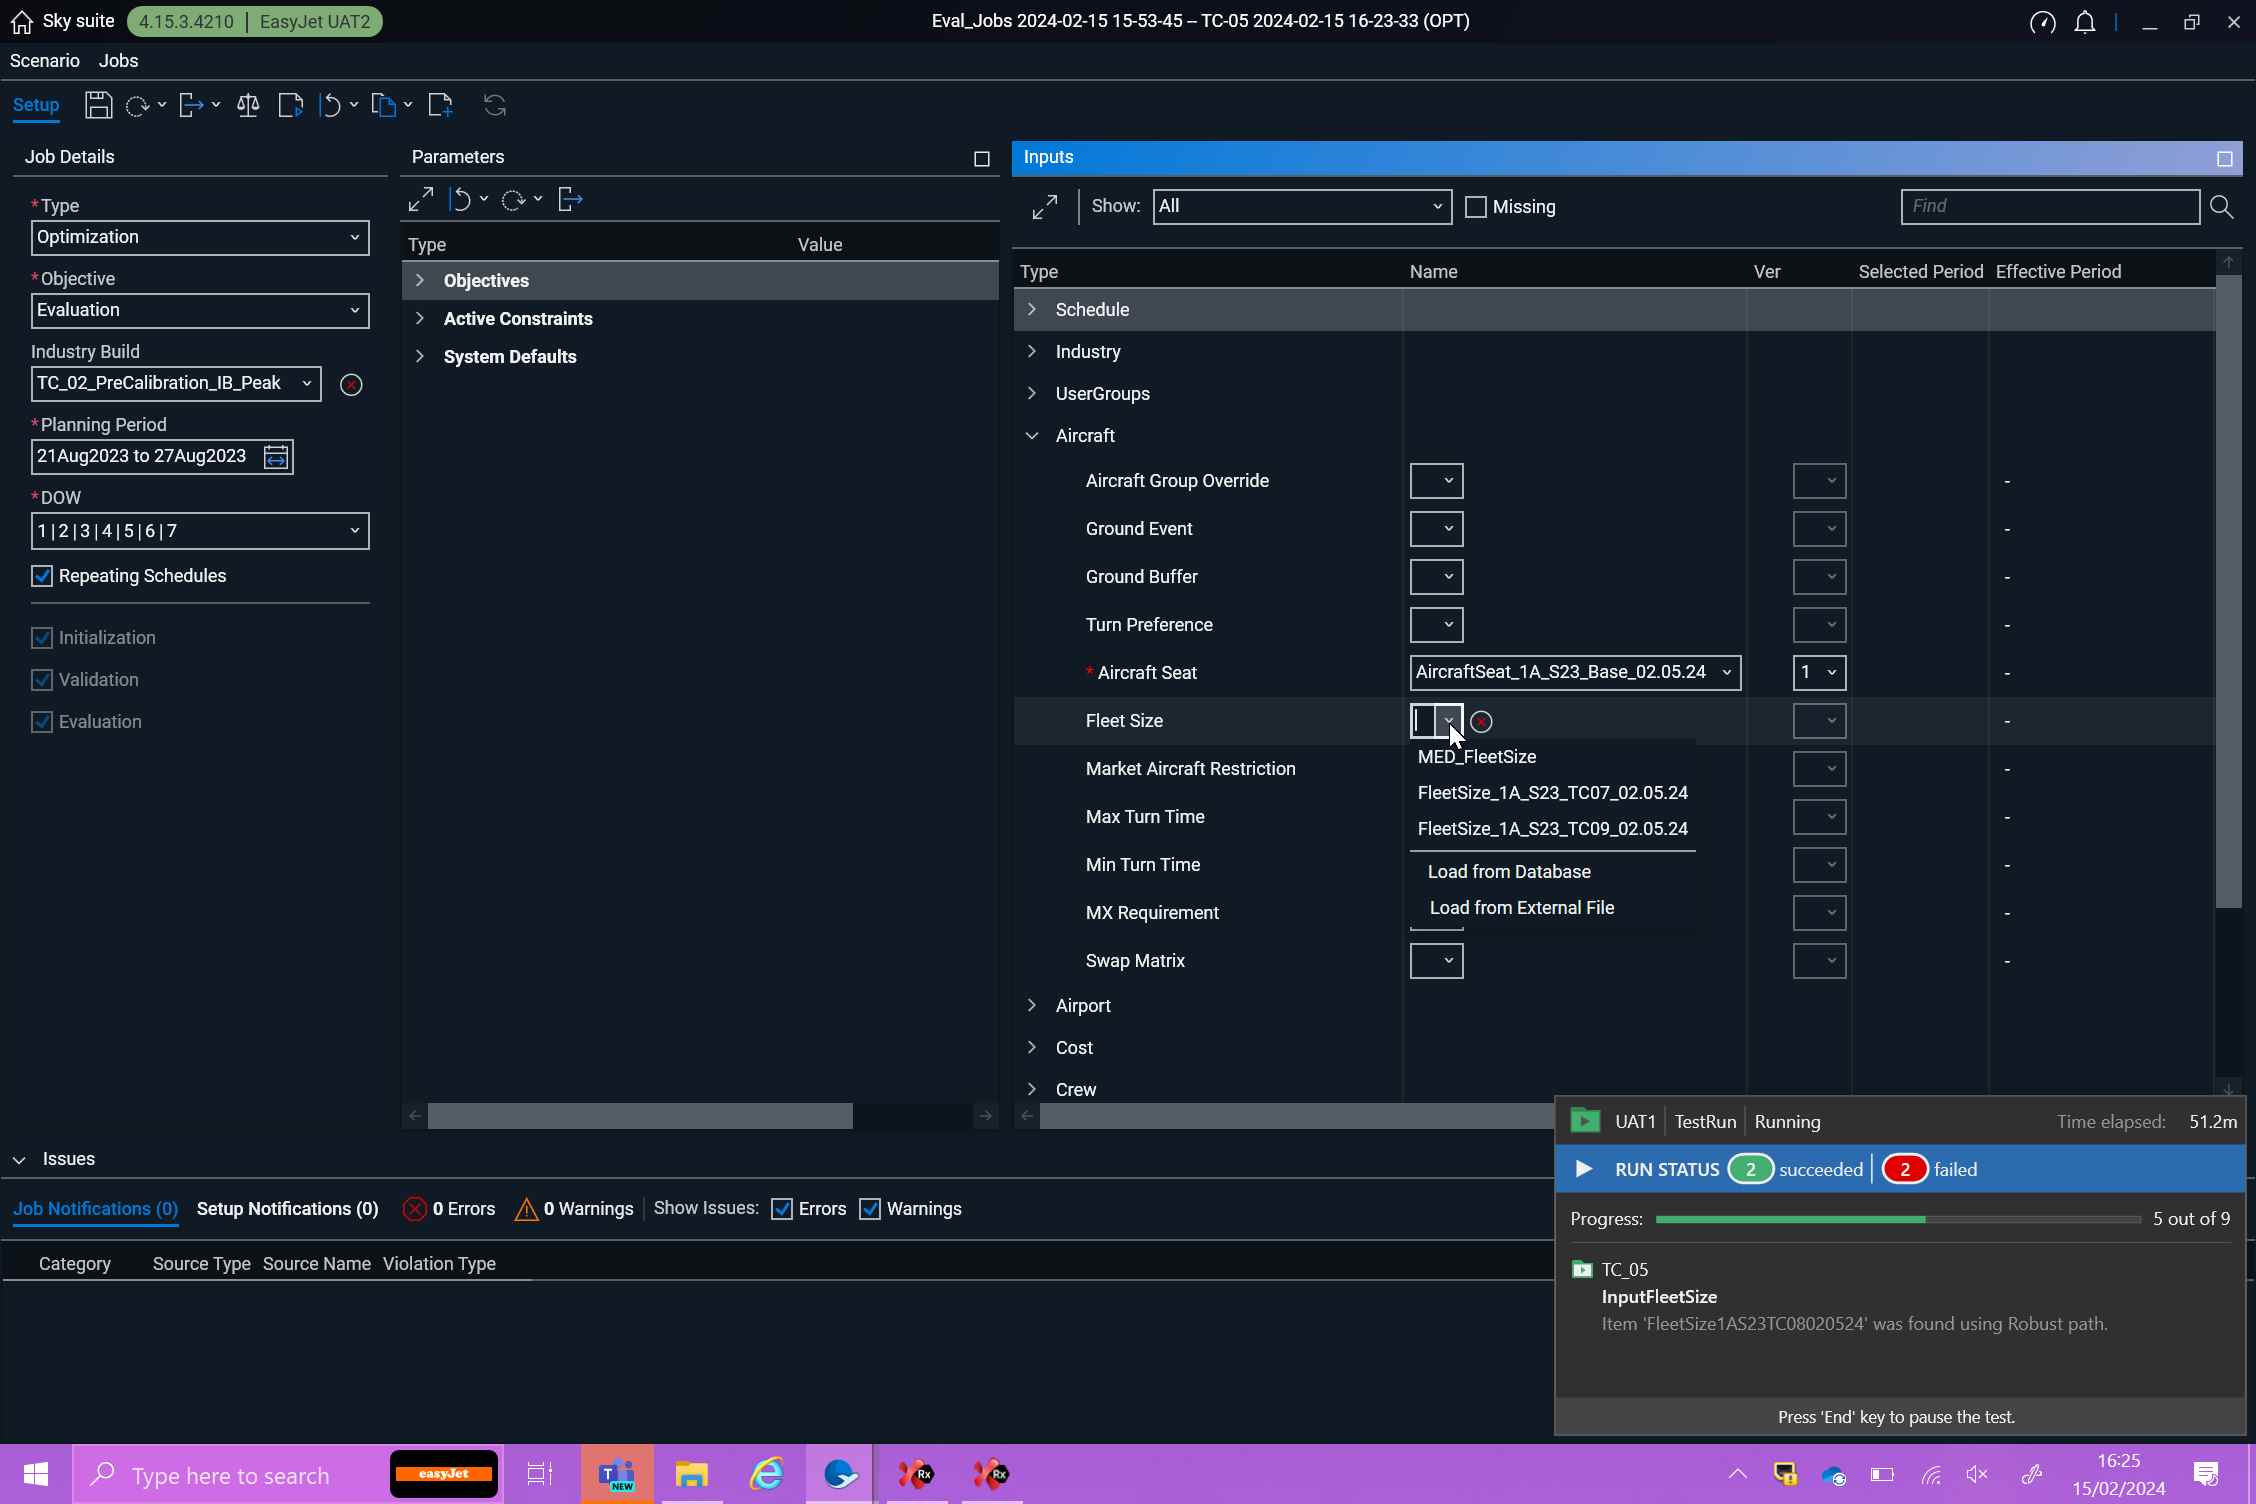 Sky suite 4.15.3.4210 | EasyJet UAT2 Eval_Jobs 2024-02-15 15-53-45 – TC-05 2024-02-15 16-23-33 (OPT)
Scenario Jobs
Setup
Job Details
*Type
Optimization
*Objective
Evaluation
Industry Build
TC_02_PreCalibration_IB_Peak
*Planning Period
21Aug2023 to 27Aug2023
*DOW
1|2|3|4|5|6|7
Repeating Schedules
Initialization
Validation
Evaluation
Parameters
Type Value
Objectives
Active Constraints
System Defaults
Inputs
Show: All Missing Find
Type Name Ver Selected Period Effective Period
Schedule
Industry
UserGroups
Aircraft
Aircraft Group Override -
Ground Event -
Ground Buffer -
Turn Preference -
* Aircraft Seat AircraftSeat_1A_S23_Base_02.05.24 1 -
Fleet Size -
MED_FleetSize
Market Aircraft Restriction -
FleetSize_1A_S23_TC07_02.05.24
Max Turn Time -
FleetSize_1A_S23_TC09_02.05.24
Min Turn Time -
Load from Database
MX Requirement -
Load from External File
Swap Matrix -
Airport
Cost
Crew
Issues
Job Notifications (0) Setup Notifications (0) 0 Errors 0 Warnings Show Issues: Errors Warnings
Category Source Type Source Name Violation Type
UAT1 | TestRun | Running Time elapsed: 51.2m
RUN STATUS 2 succeeded 2 failed
Progress: 5 out of 9
TC_05
InputFleetSize
Item 'FleetSize1AS23TC08020524' was found using Robust path.
Press 'End' key to pause the test.
Type here to search
easyJet
T
NEW
Rx
Rx
16:25
15/02/2024